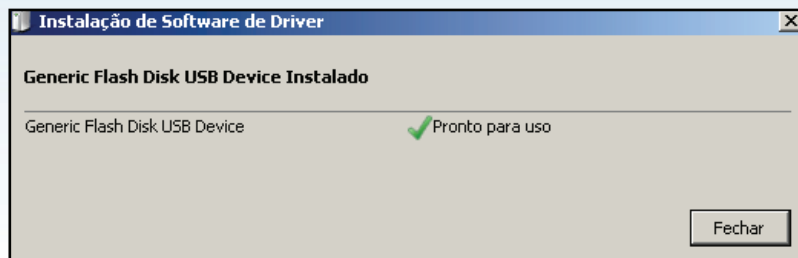 Instalação de Software de Driver
Generic Flash Disk USB Device Instalado
Generic Flash Disk USB Device Pronto para uso
Fechar